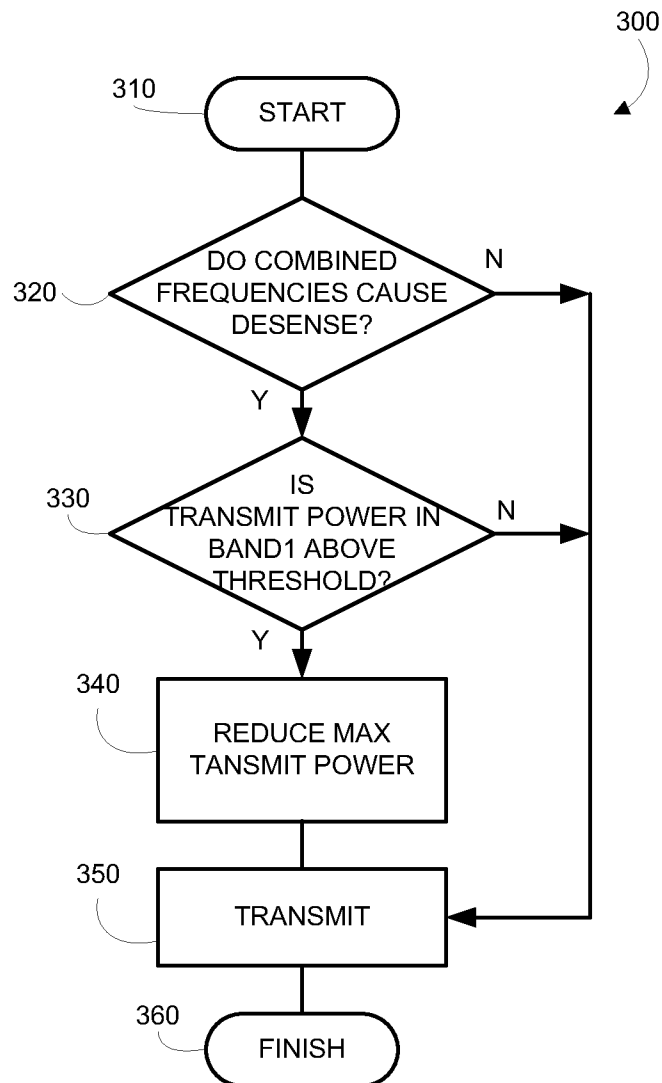 300
310
START
320
DO COMBINED
FREQUENCIES CAUSE
DESENSE?
N
Y
330
IS
TRANSMIT POWER IN
BAND1 ABOVE
THRESHOLD?
N
Y
340
REDUCE MAX
TANSMIT POWER
350
TRANSMIT
360
FINISH